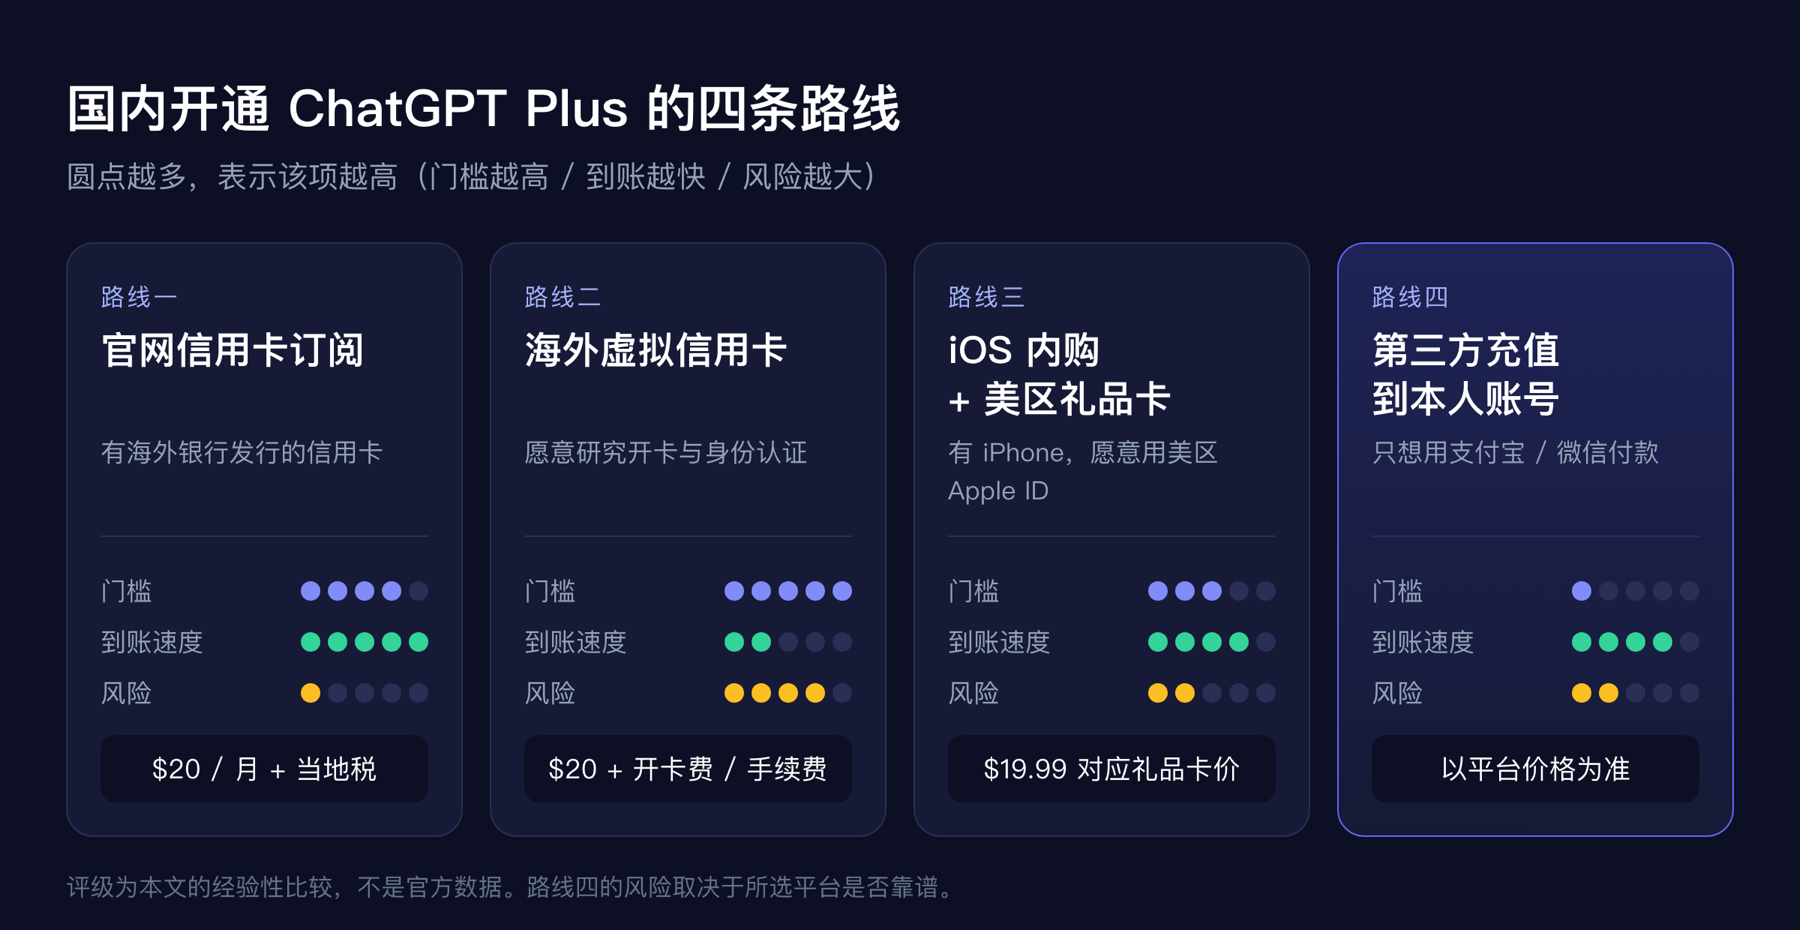 国内开通 ChatGPT Plus 的四条路线
圆点越多，表示该项越高（门槛越高 / 到账越快 / 风险越大）
路线一
官网信用卡订阅
有海外银行发行的信用卡
门槛
到账速度
风险
$20 / 月 + 当地税
路线二
海外虚拟信用卡
愿意研究开卡与身份认证
门槛
到账速度
风险
$20 + 开卡费 / 手续费
路线三
iOS 内购
+ 美区礼品卡
有 iPhone，愿意用美区
Apple ID
门槛
到账速度
风险
$19.99 对应礼品卡价
路线四
第三方充值
到本人账号
只想用支付宝 / 微信付款
门槛
到账速度
风险
以平台价格为准
评级为本文的经验性比较，不是官方数据。路线四的风险取决于所选平台是否靠谱。